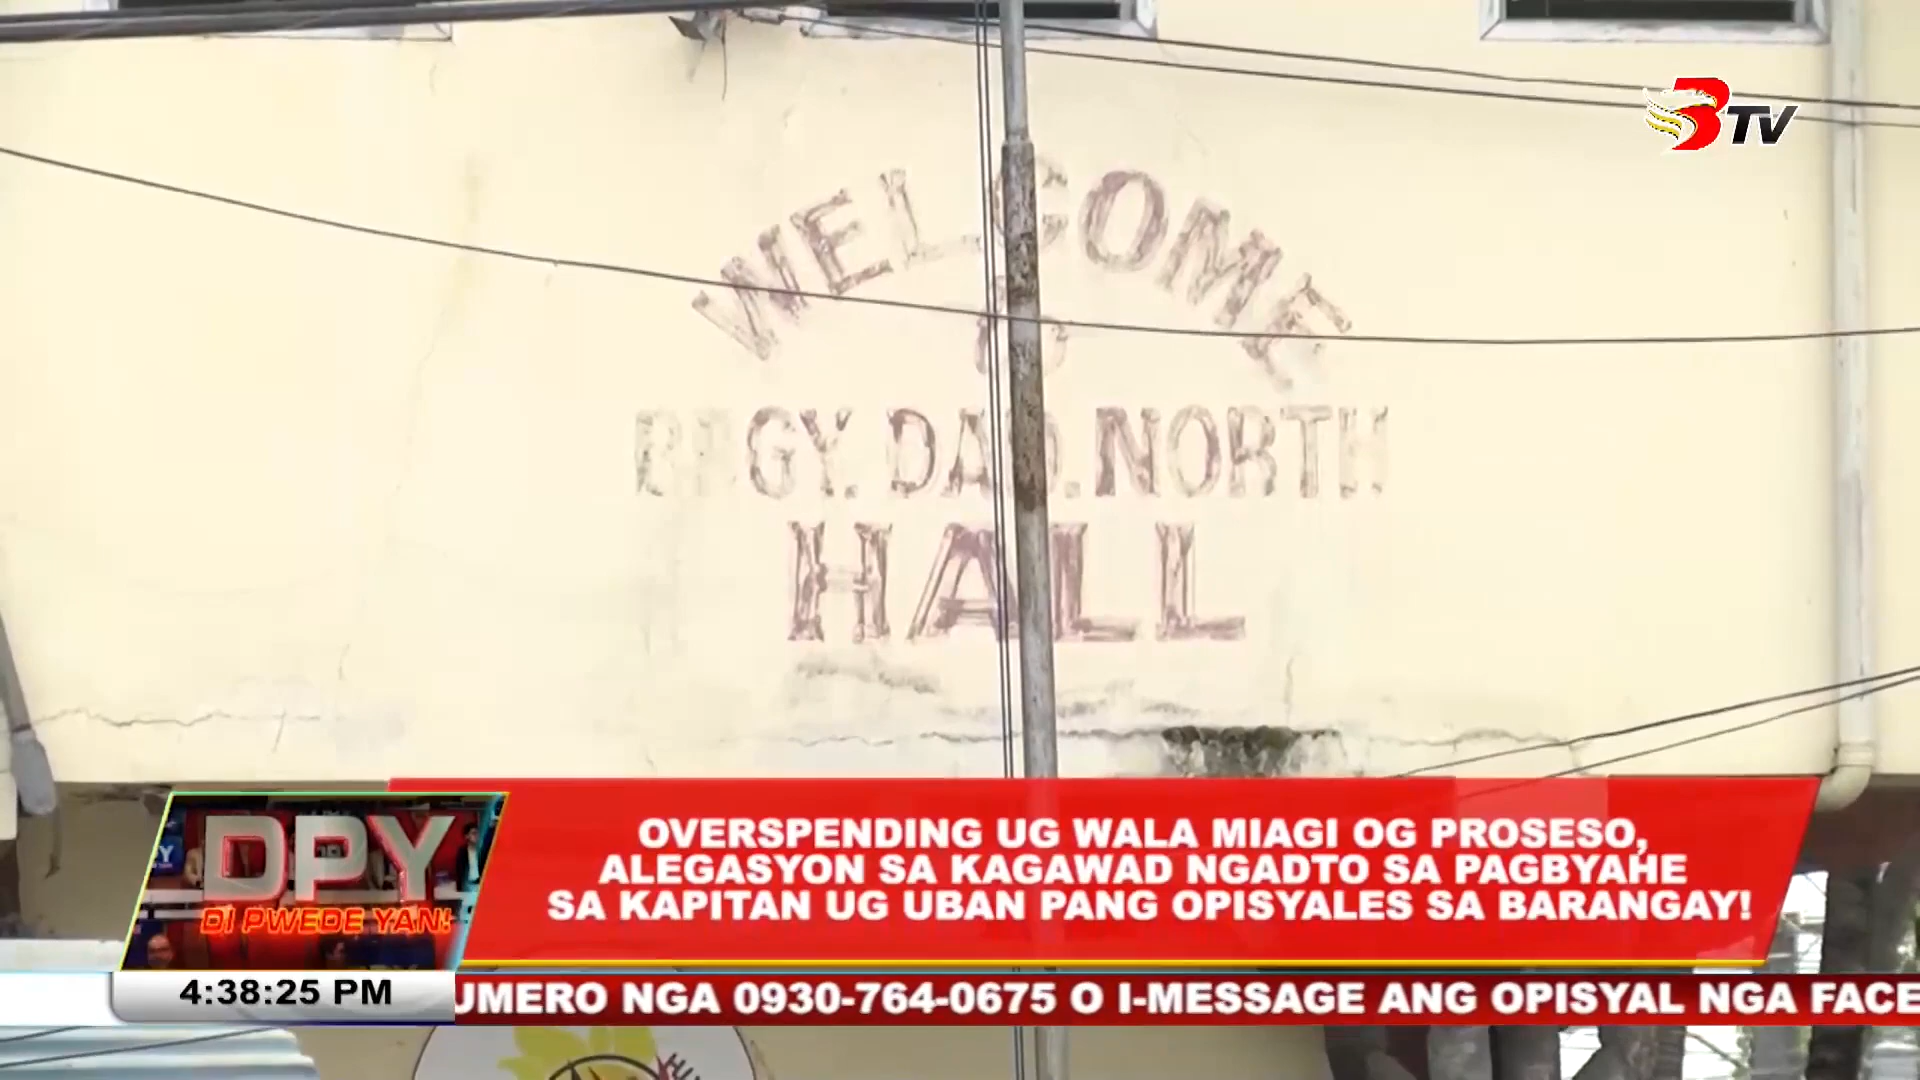 BTV
WELCOME
TO
BRGY. DAO. NORTH
HALL
DPY
DI PWEDE YAN!
OVERSPENDING UG WALA MIAGI OG PROSESO,
ALEGASYON SA KAGAWAD NGADTO SA PAGBYAHE
SA KAPITAN UG UBAN PANG OPISYALES SA BARANGAY!
4:38:25 PM
UMERO NGA 0930-764-0675 O I-MESSAGE ANG OPISYAL NGA FACE